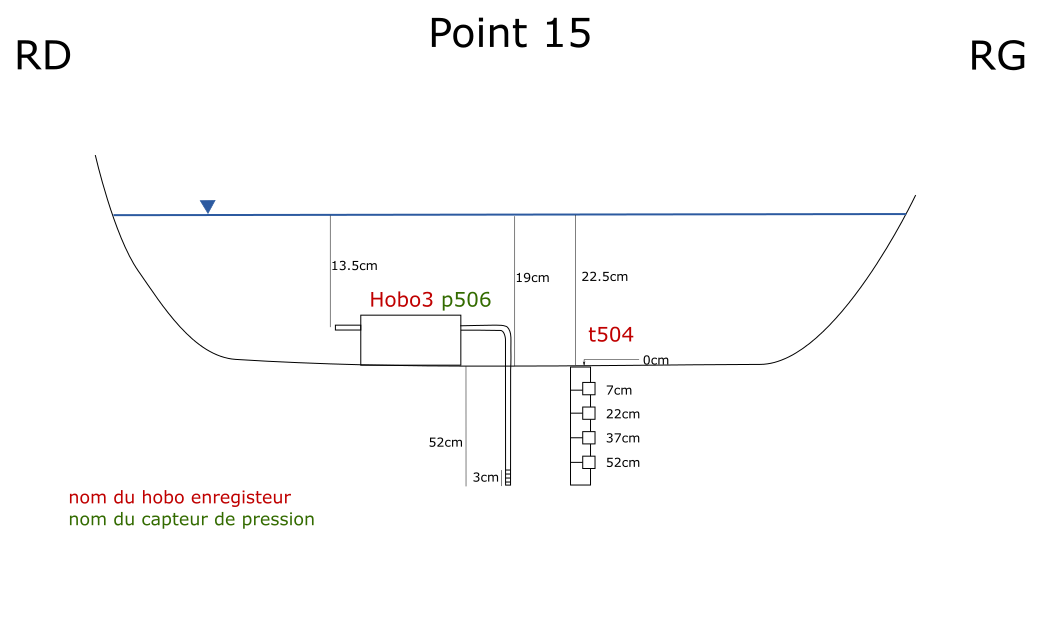 Point 15
RD
RG
13.5cm
19cm
22.5cm
Hobo3 p506
t504
0cm
7cm
22cm
37cm
52cm
52cm
3cm
nom du hobo enregisteur
nom du capteur de pression